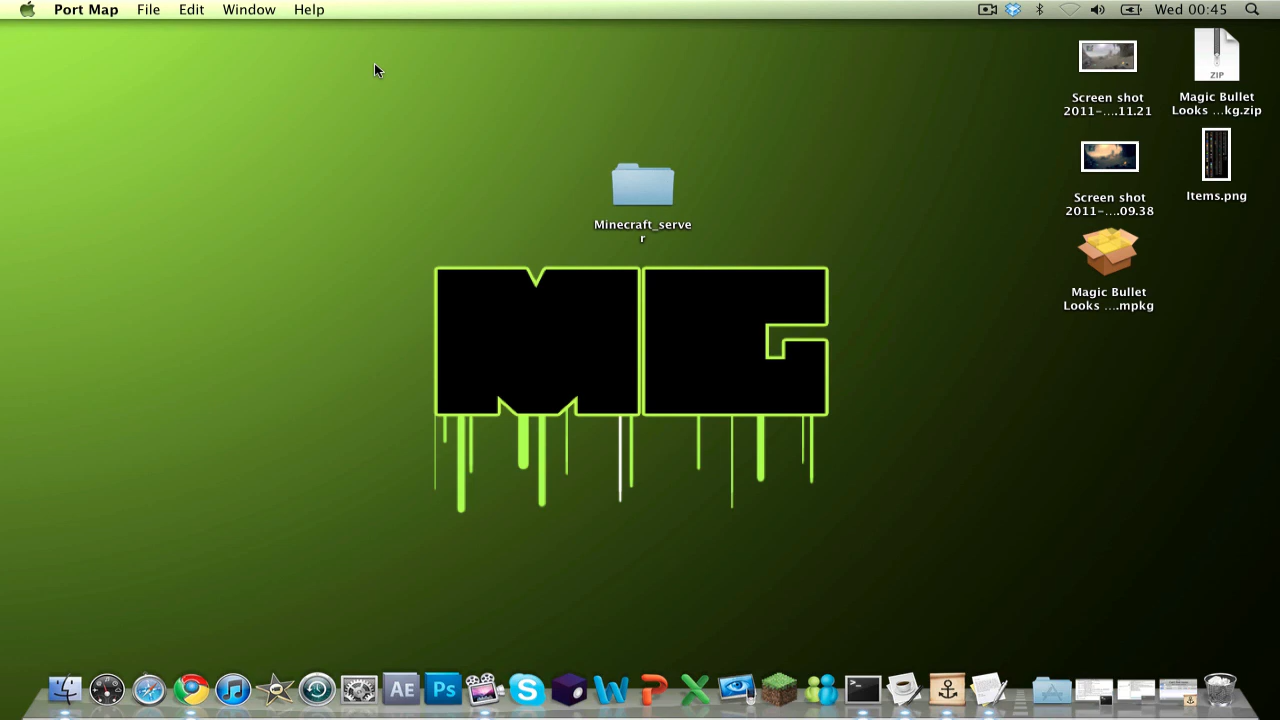 Port Map File Edit Window Help Wed 00:45
Screen shot
2011-....11.21
Magic Bullet
Looks ...kg.zip
ZIP
Screen shot
2011-....09.38
Items.png
Minecraft_serve
r
Magic Bullet
Looks ....mpkg
MG
AE Ps S W P X